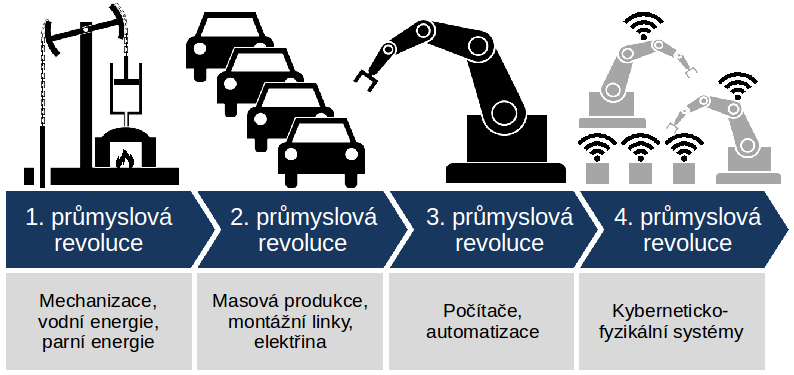 1. průmyslová
revoluce
2. průmyslová
revoluce
3. průmyslová
revoluce
4. průmyslová
revoluce
Mechanizace,
vodní energie,
parní energie
Masová produkce,
montážní linky,
elektřina
Počítače,
automatizace
Kyberneticko-
fyzikální systémy